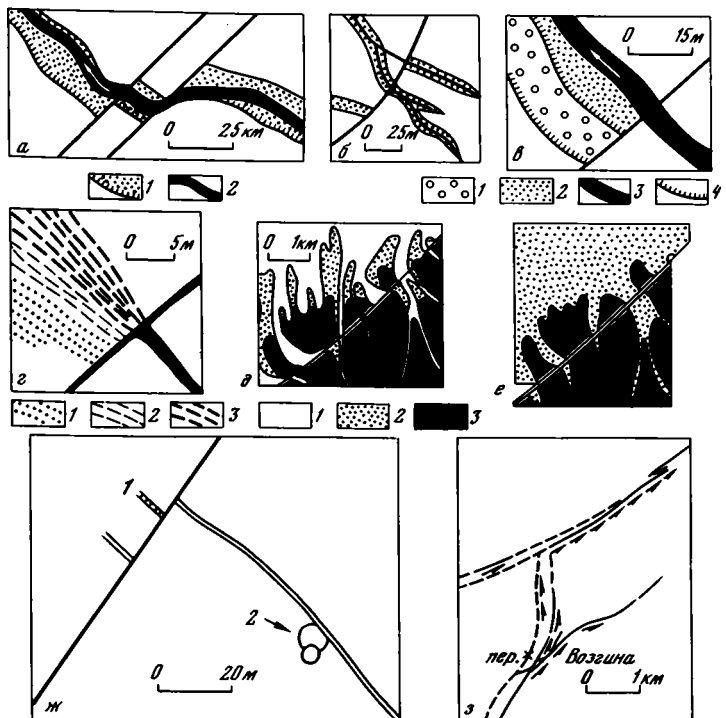 0 25 км
а
0 25 м
б
0 15 м
в
1 2
1 2 3 4
0 5 м
г
0 1 км
д
е
1 2 3
1 2 3
1
2
0 20 м
ж
пер. Возгина
0 1 км
з